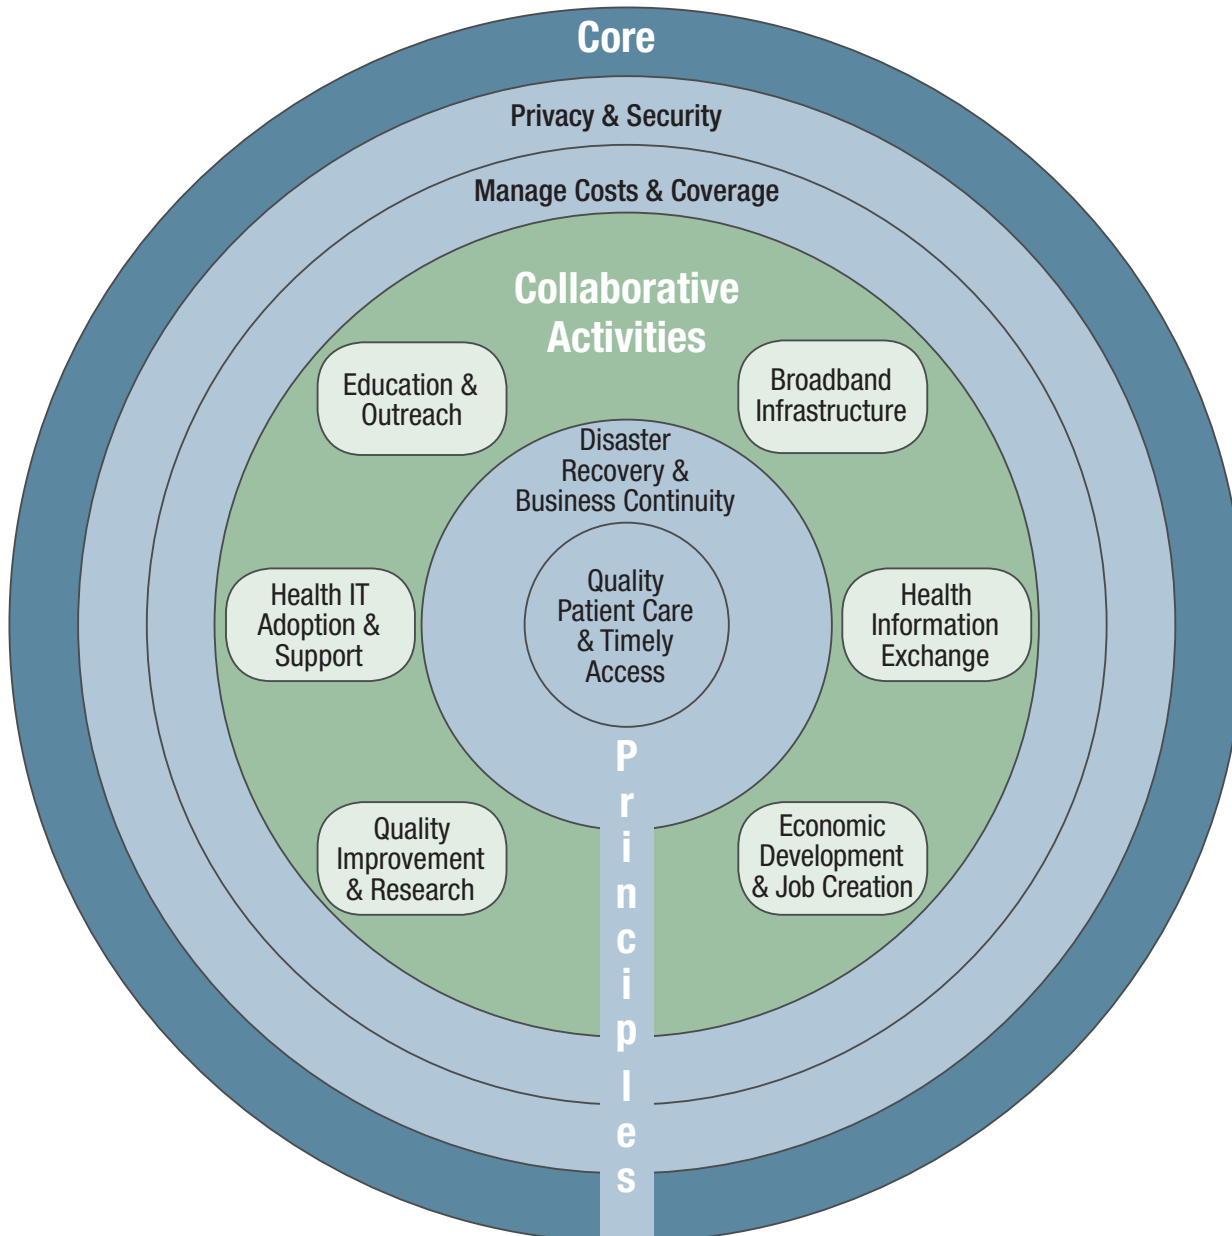 Core
Privacy & Security
Manage Costs & Coverage
Collaborative
Activities
Education &
Outreach
Broadband
Infrastructure
Disaster
Recovery &
Business Continuity
Quality
Patient Care
& Timely
Access
Health IT
Adoption &
Support
Health
Information
Exchange
Quality
Improvement
& Research
Economic
Development
& Job Creation
Principles